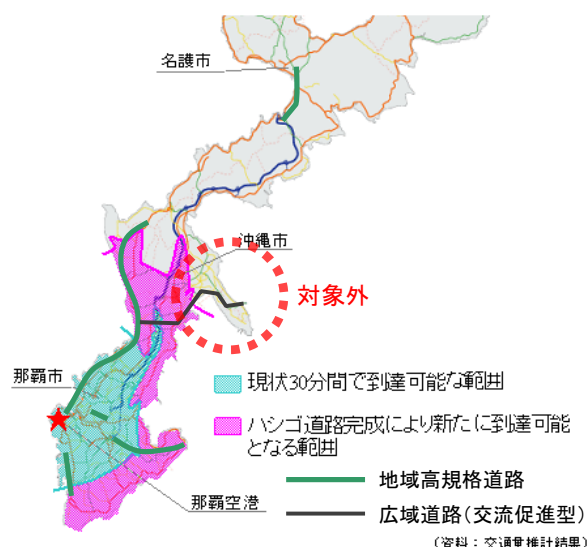 名護市
沖縄市
対象外
那覇市
現状30分間で到達可能な範囲
ハシゴ道路完成により新たに到達可能
となる範囲
地域高規格道路
那覇空港
広域道路(交流促進型)
(資料:交通量推計結果)